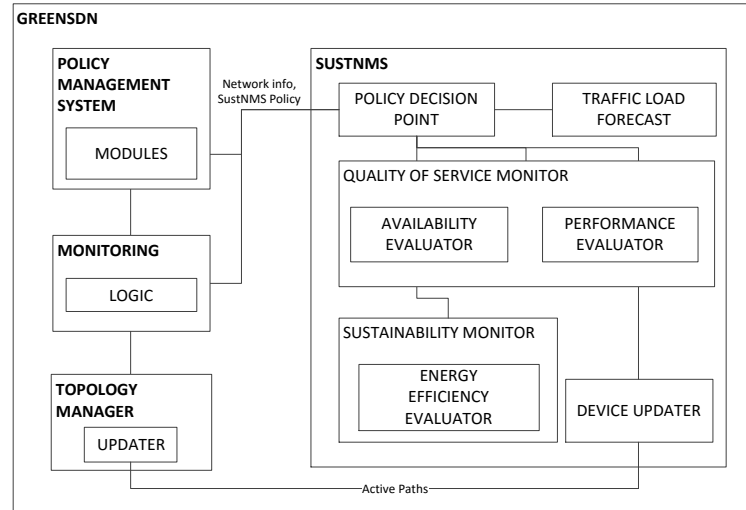 GREENSDN
POLICY
MANAGEMENT
SYSTEM
MODULES
MONITORING
LOGIC
TOPOLOGY
MANAGER
UPDATER
Network info,
SustNMS Policy
SUSTNMS
POLICY DECISION
POINT
TRAFFIC LOAD
FORECAST
QUALITY OF SERVICE MONITOR
AVAILABILITY
EVALUATOR
PERFORMANCE
EVALUATOR
SUSTAINABILITY MONITOR
ENERGY
EFFICIENCY
EVALUATOR
DEVICE UPDATER
Active Paths